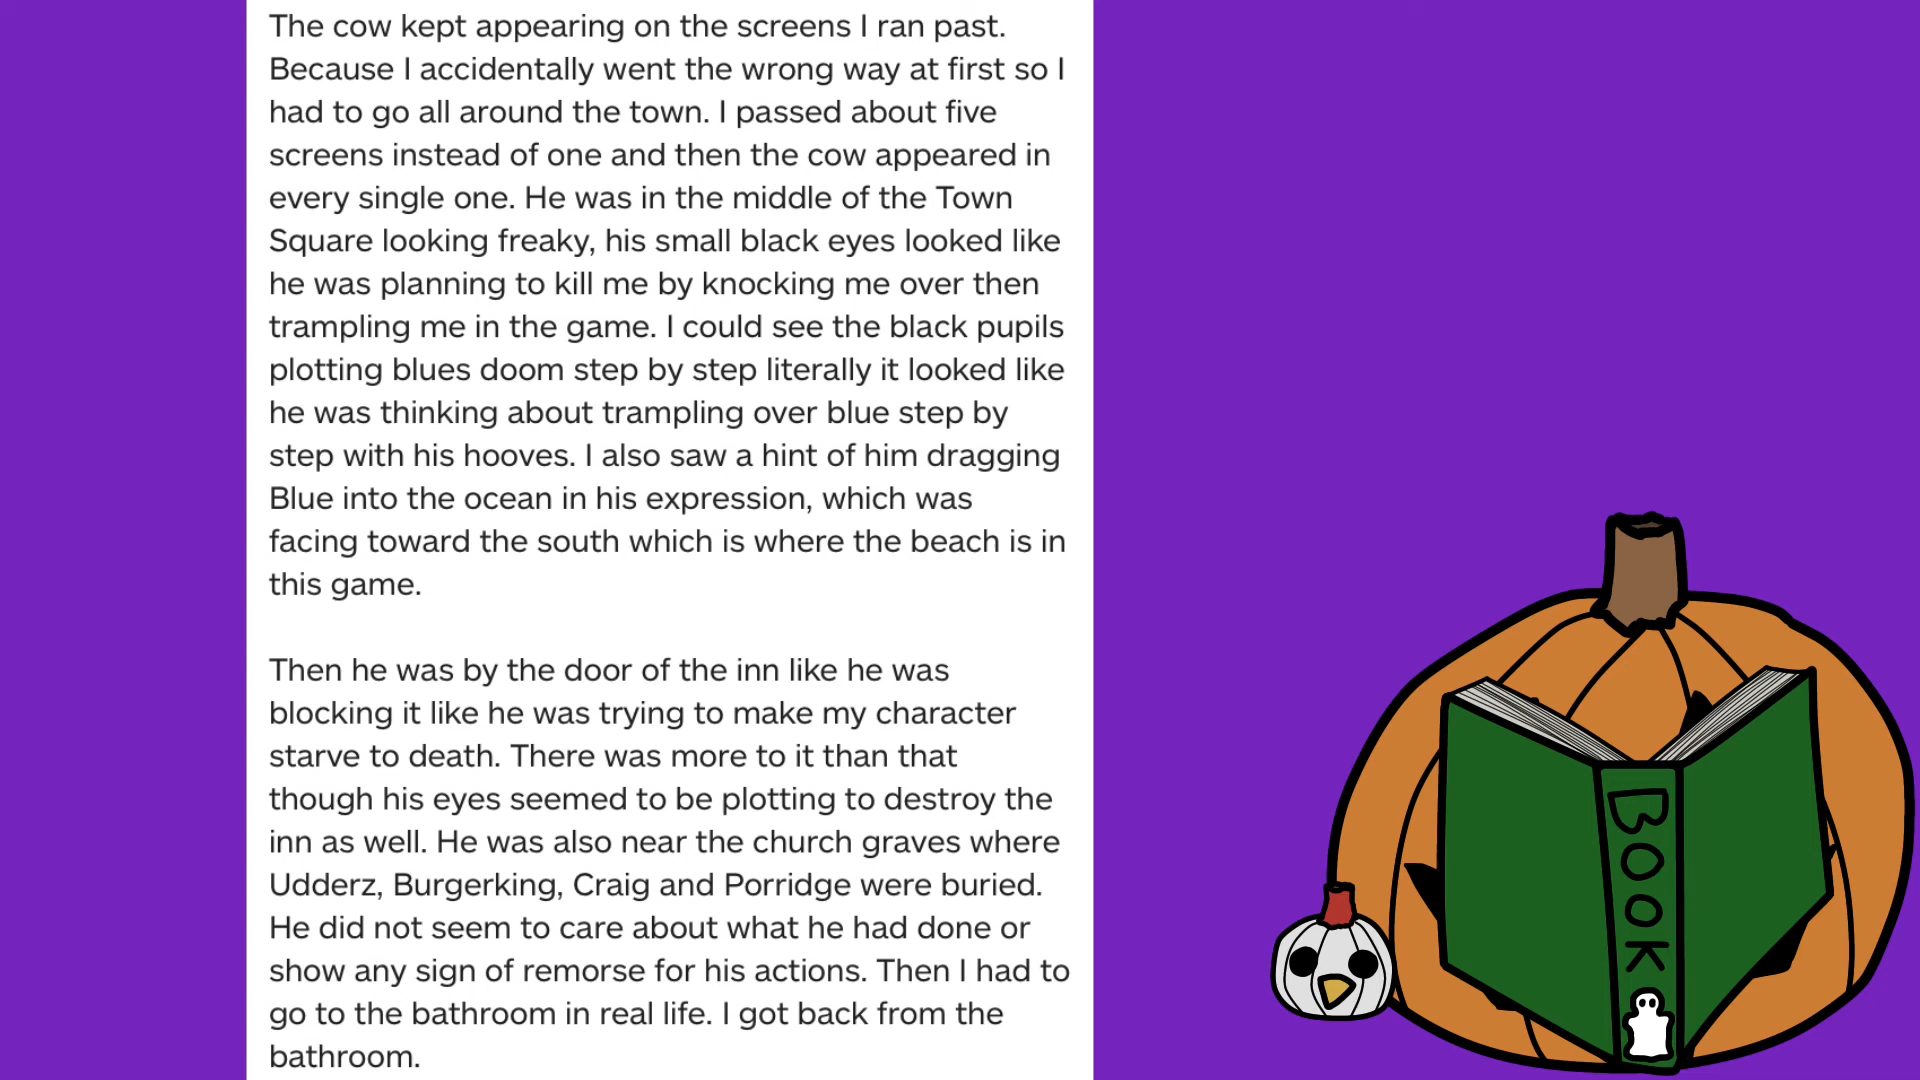 The cow kept appearing on the screens I ran past.
Because I accidentally went the wrong way at first so I
had to go all around the town. I passed about five
screens instead of one and then the cow appeared in
every single one. He was in the middle of the Town
Square looking freaky, his small black eyes looked like
he was planning to kill me by knocking me over then
trampling me in the game. I could see the black pupils
plotting blues doom step by step literally it looked like
he was thinking about trampling over blue step by
step with his hooves. I also saw a hint of him dragging
Blue into the ocean in his expression, which was
facing toward the south which is where the beach is in
this game.
Then he was by the door of the inn like he was
blocking it like he was trying to make my character
starve to death. There was more to it than that
though his eyes seemed to be plotting to destroy the
inn as well. He was also near the church graves where
Udderz, Burgerking, Craig and Porridge were buried.
He did not seem to care about what he had done or
show any sign of remorse for his actions. Then I had to
go to the bathroom in real life. I got back from the
bathroom.
BOOK